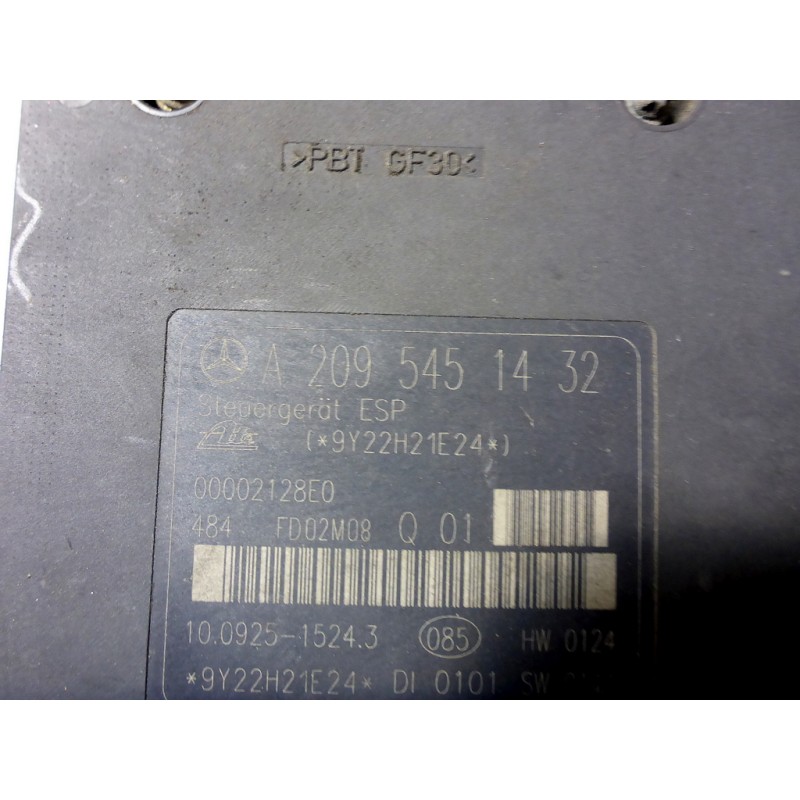 >PBT GF30<
A 209 545 14 32
Steuergerät ESP
Ate (*9Y22H21E24*)
00002128E0
484 FD02M08 Q 01
10.0925-1524.3 085 HW 0124
*9Y22H21E24* DI 0101 SW